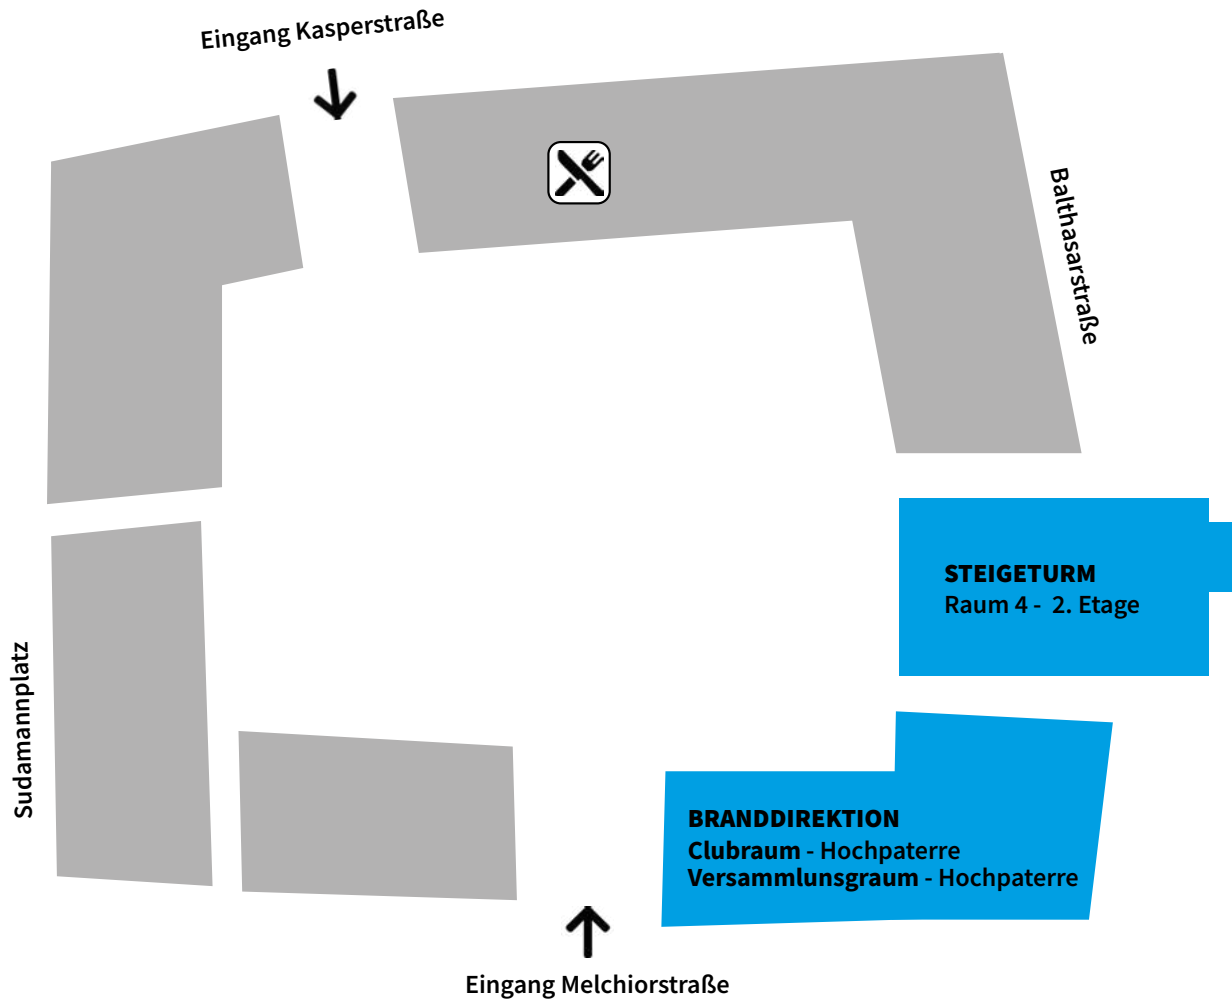 Eingang Kasperstraße
Balthasarstraße
STEIGETURM
Raum 4 -  2. Etage
Sudamannplatz
BRANDDIREKTION
Clubraum - Hochpaterre
Versammlunsgraum - Hochpaterre
Eingang Melchiorstraße